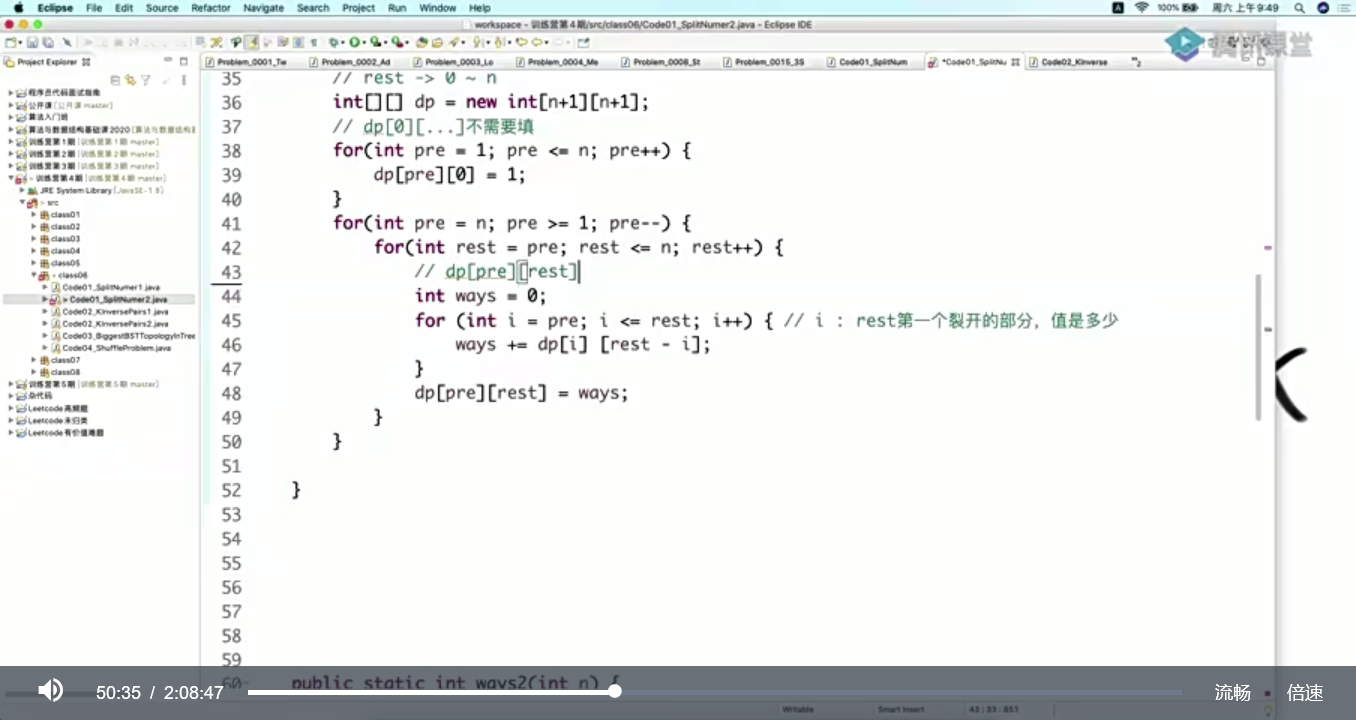 Eclipse File Edit Source Refactor Navigate Search Project Run Window Help
100% 周六上午9:49
workspace - 训练营第4期/src/class06/Code01_SplitNumer2.java - Eclipse IDE
腾讯课堂
Project Explorer
Problem_0001_Tw Problem_0002_Ad Problem_0003_Lo Problem_0004_Me Problem_0008_St Problem_0015_3S Code01_SplitNum *Code01_SplitNu Code02_KInverse
程序员代码面试指南
公开课 [公开课 master]
算法入门班
算法与数据结构基础课2020
训练营第1期 [训练营第1期 master]
训练营第2期 [训练营第2期 master]
训练营第3期 [训练营第3期 master]
> 训练营第4期 [训练营第4期 master]
JRE System Library [JavaSE-1.8]
> src
class01
class02
class03
class04
class05
> class06
Code01_SplitNumer1.java
> Code01_SplitNumer2.java
Code02_KInversePairs1.java
Code02_KInversePairs2.java
Code03_BiggestBSTTopologyInTree
Code04_ShuffleProblem.java
class07
class08
训练营第5期 [训练营第5期 master]
杂代码
Leetcode高频题
Leetcode未归类
Leetcode有价值难题
35 // rest -> 0 ~ n
36 int[][] dp = new int[n+1][n+1];
37 // dp[0][...]不需要填
38 for(int pre = 1; pre <= n; pre++) {
39 dp[pre][0] = 1;
40 }
41 for(int pre = n; pre >= 1; pre--) {
42 for(int rest = pre; rest <= n; rest++) {
43 // dp[pre][rest]
44 int ways = 0;
45 for (int i = pre; i <= rest; i++) { // i : rest第一个裂开的部分，值是多少
46 ways += dp[i] [rest - i];
47 }
48 dp[pre][rest] = ways;
49 }
50 }
51
52 }
53
54
55
56
57
58
59
60 public static int ways2(int n) {
Writable Smart Insert 43 : 33 : 851
50:35 / 2:08:47 流畅 倍速